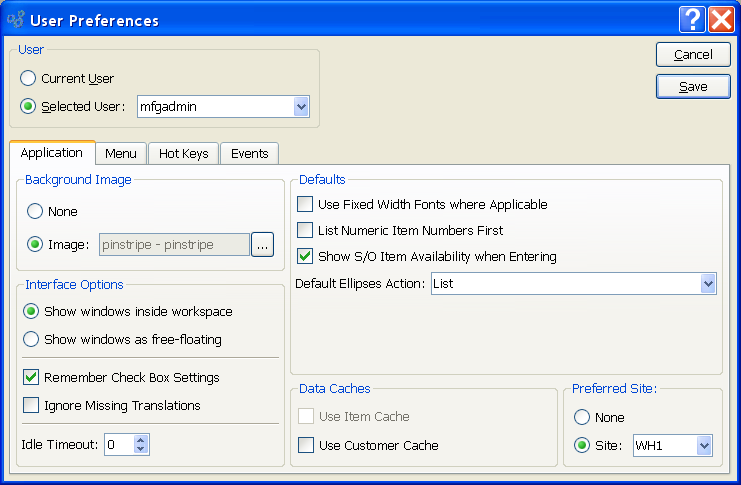 User Preferences
User
Current User
Selected User: mfgadmin
Cancel
Save
Application Menu Hot Keys Events
Background Image
None
Image: pinstripe - pinstripe ...
Interface Options
Show windows inside workspace
Show windows as free-floating
Remember Check Box Settings
Ignore Missing Translations
Idle Timeout: 0
Defaults
Use Fixed Width Fonts where Applicable
List Numeric Item Numbers First
Show S/O Item Availability when Entering
Default Ellipses Action: List
Data Caches
Use Item Cache
Use Customer Cache
Preferred Site:
None
Site: WH1